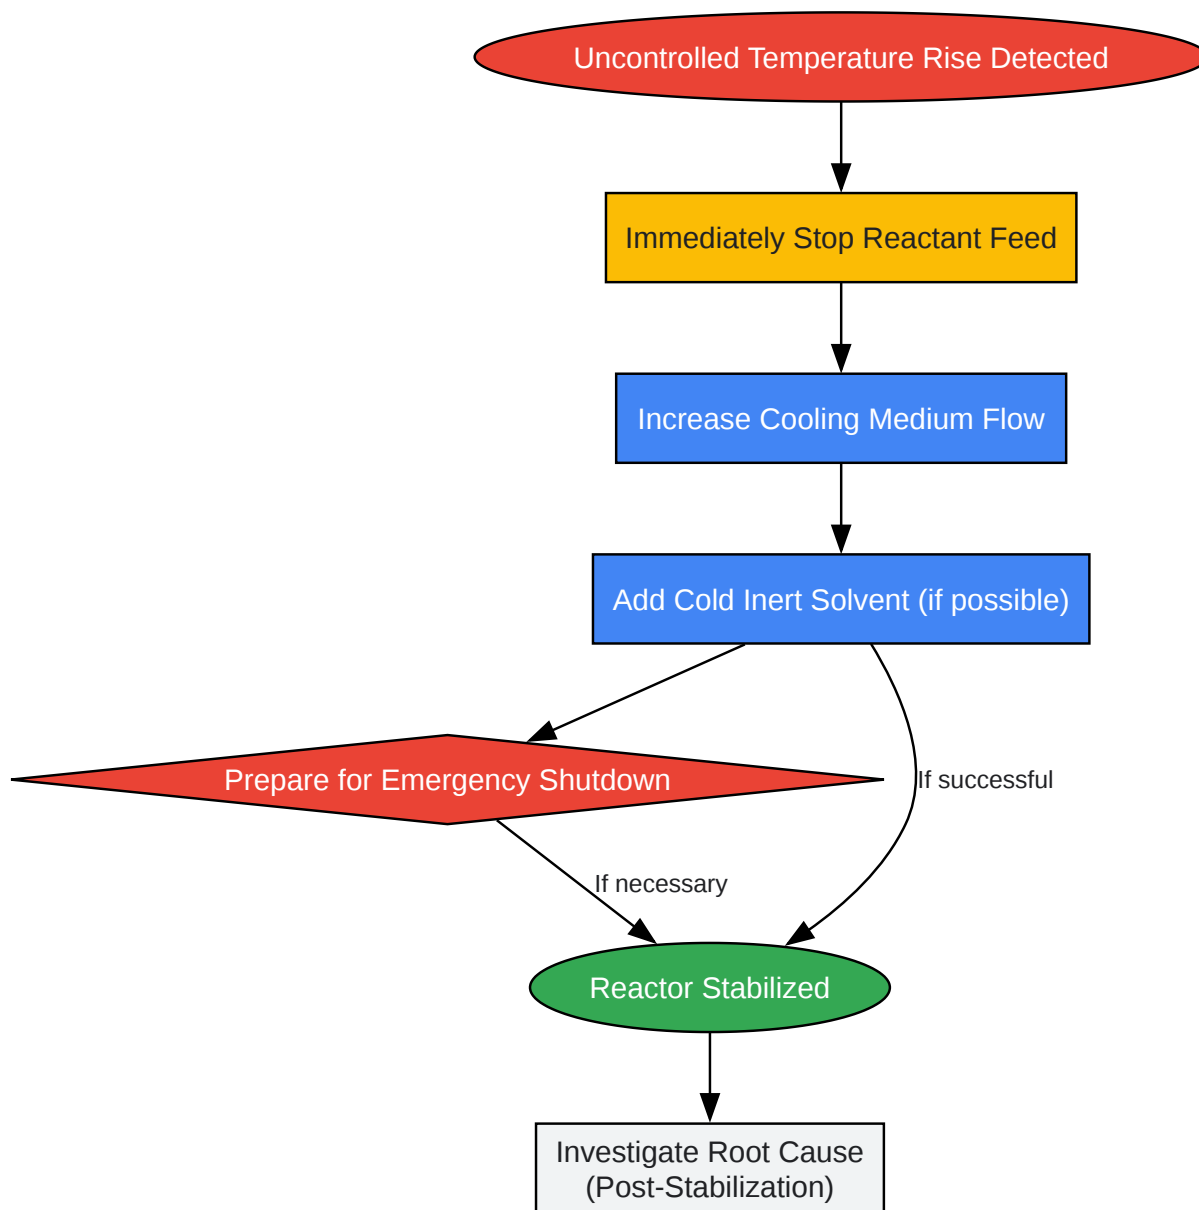 Uncontrolled Temperature Rise Detected
Immediately Stop Reactant Feed
Increase Cooling Medium Flow
Add Cold Inert Solvent (if possible)
Prepare for Emergency Shutdown
If successful
If necessary
Reactor Stabilized
Investigate Root Cause
(Post-Stabilization)